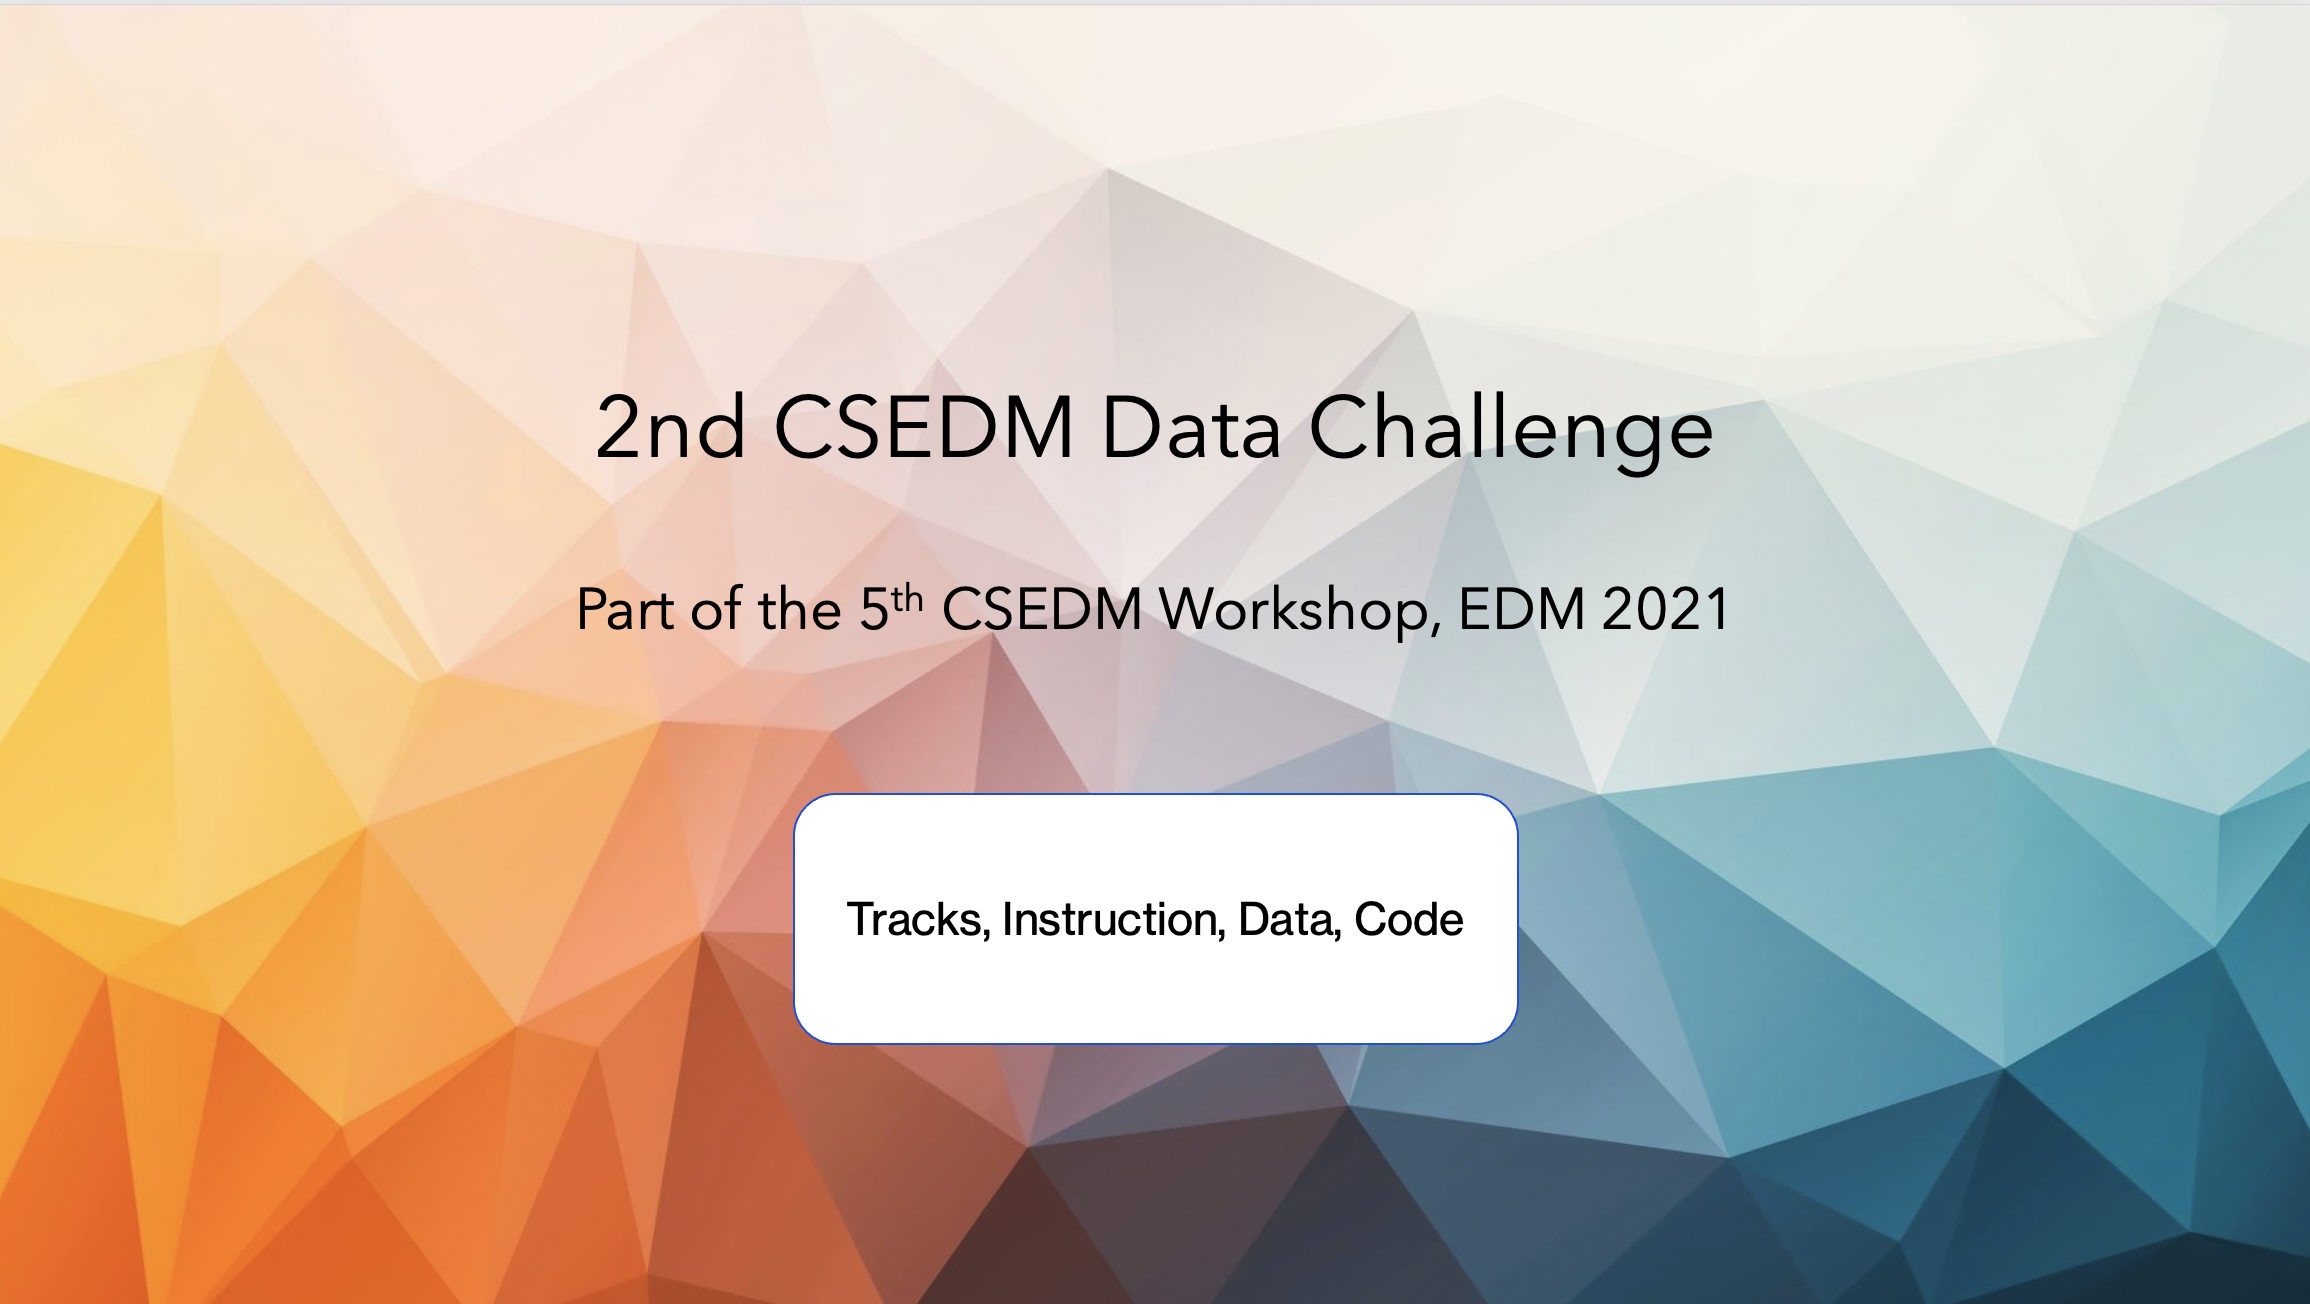 2nd CSEDM Data Challenge
Part of the 5th CSEDM Workshop, EDM 2021
Tracks, Instruction, Data, Code